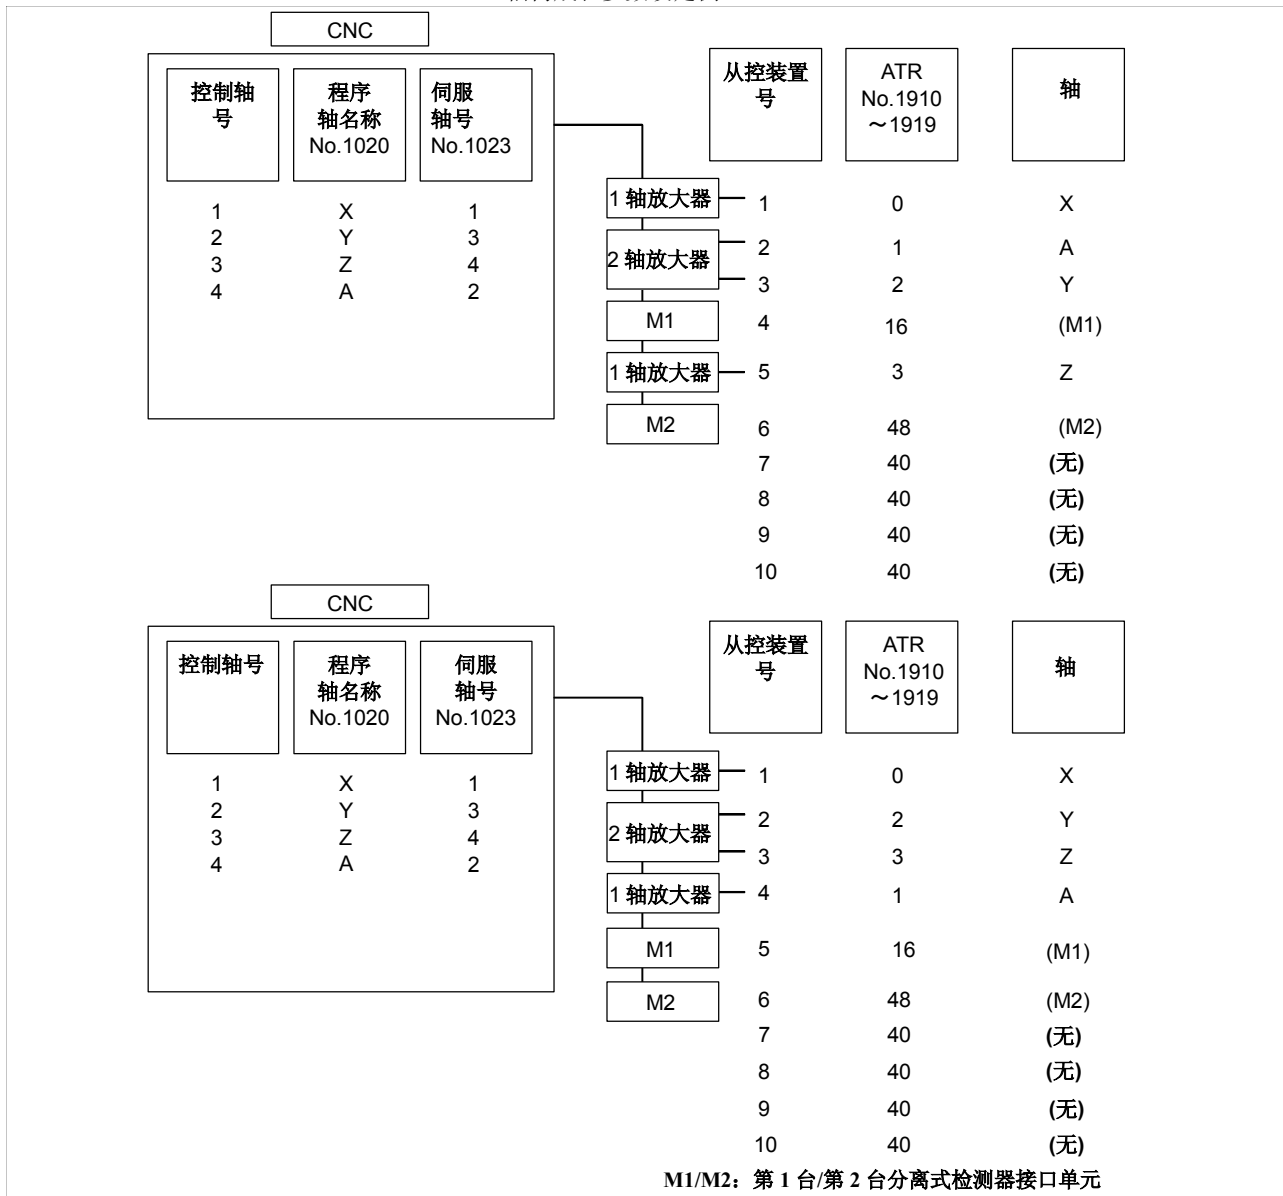 CNC
控制轴
号
程序
轴名称
No.1020
伺服
轴号
No.1023
从控装置
号
ATR
No.1910
～1919
轴
1 X 1
2 Y 3
3 Z 4
4 A 2
1 轴放大器 1 0 X
2 轴放大器
2 1 A
3 2 Y
M1 4 16 (M1)
1 轴放大器 5 3 Z
M2 6 48 (M2)
7 40 (无)
8 40 (无)
9 40 (无)
10 40 (无)
CNC
控制轴号
程序
轴名称
No.1020
伺服
轴号
No.1023
从控装置
号
ATR
No.1910
～1919
轴
1 X 1
2 Y 3
3 Z 4
4 A 2
1 轴放大器 1 0 X
2 轴放大器
2 2 Y
3 3 Z
1 轴放大器 4 1 A
M1 5 16 (M1)
M2 6 48 (M2)
7 40 (无)
8 40 (无)
9 40 (无)
10 40 (无)
M1/M2：第 1 台/第 2 台分离式检测器接口单元